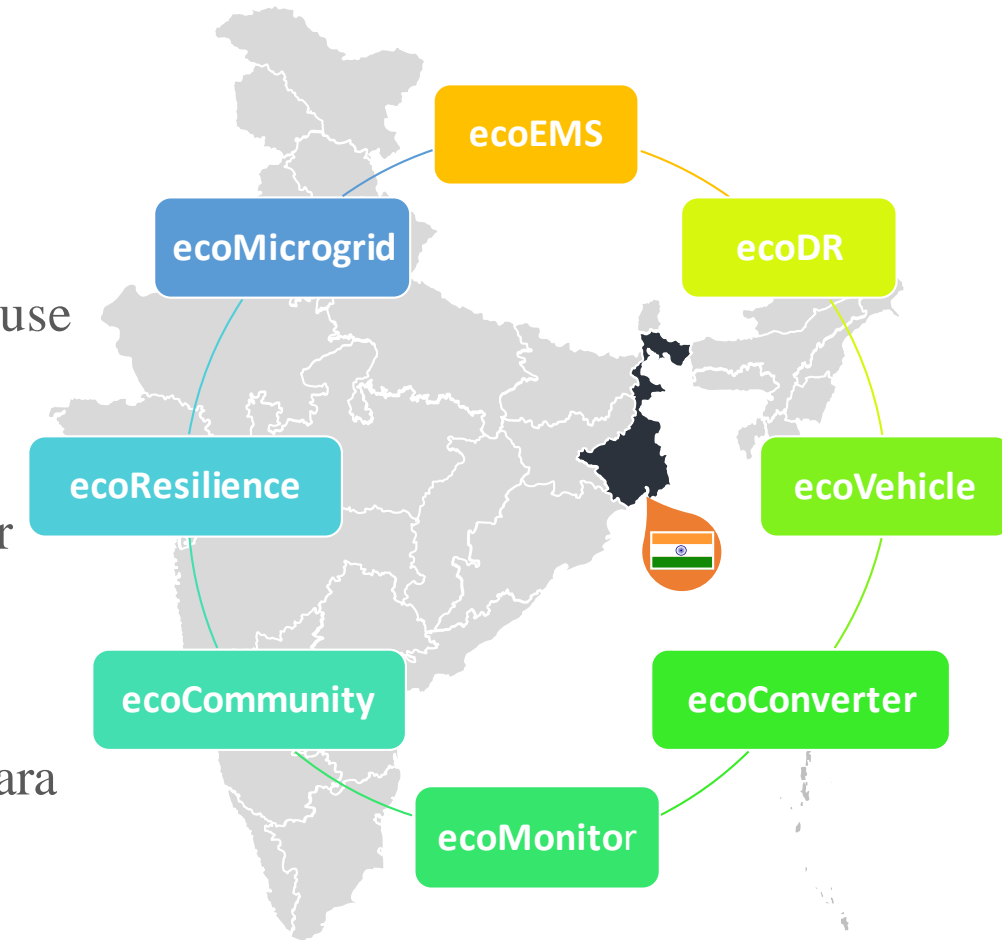 ecoEMS
ecoMicrogrid
ecoDR
use
ecoResilience
ecoVehicle
r
ecoCommunity
ecoConverter
ara
ecoMonitor